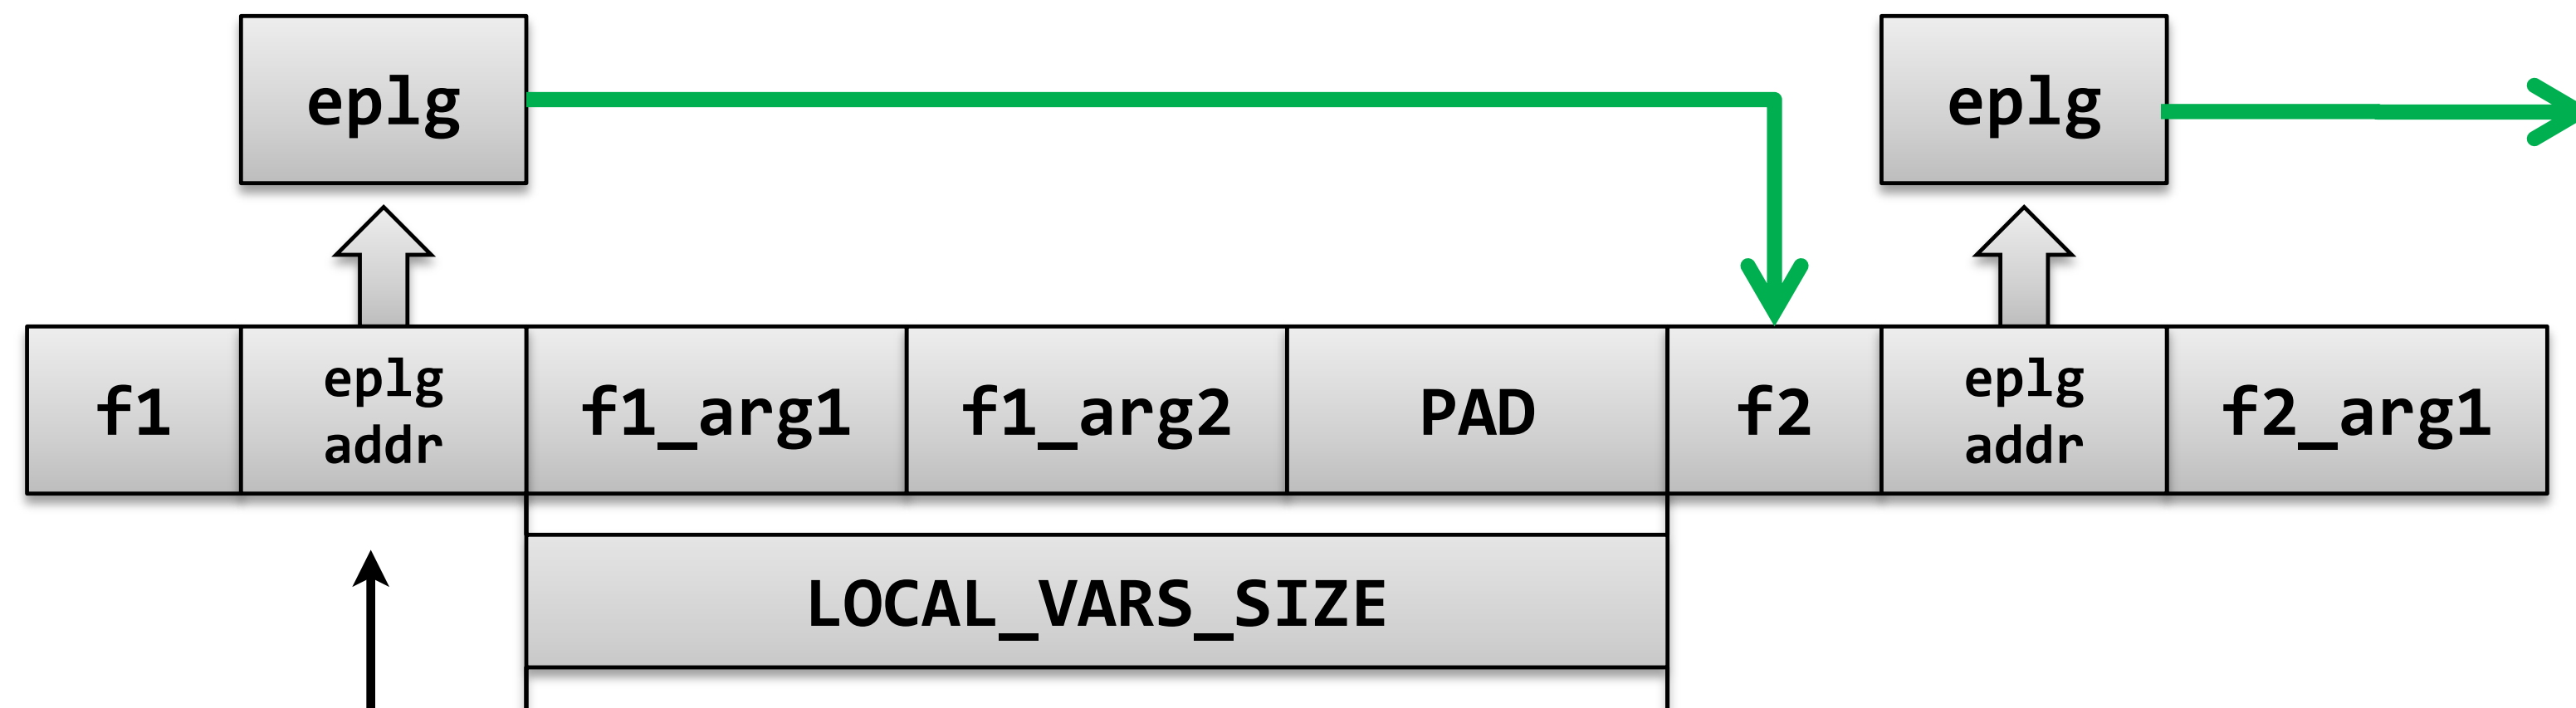 eplg
eplg
f1
eplg
addr
f1_arg1
f1_arg2
PAD
f2
eplg
addr
f2_arg1
LOCAL_VARS_SIZE